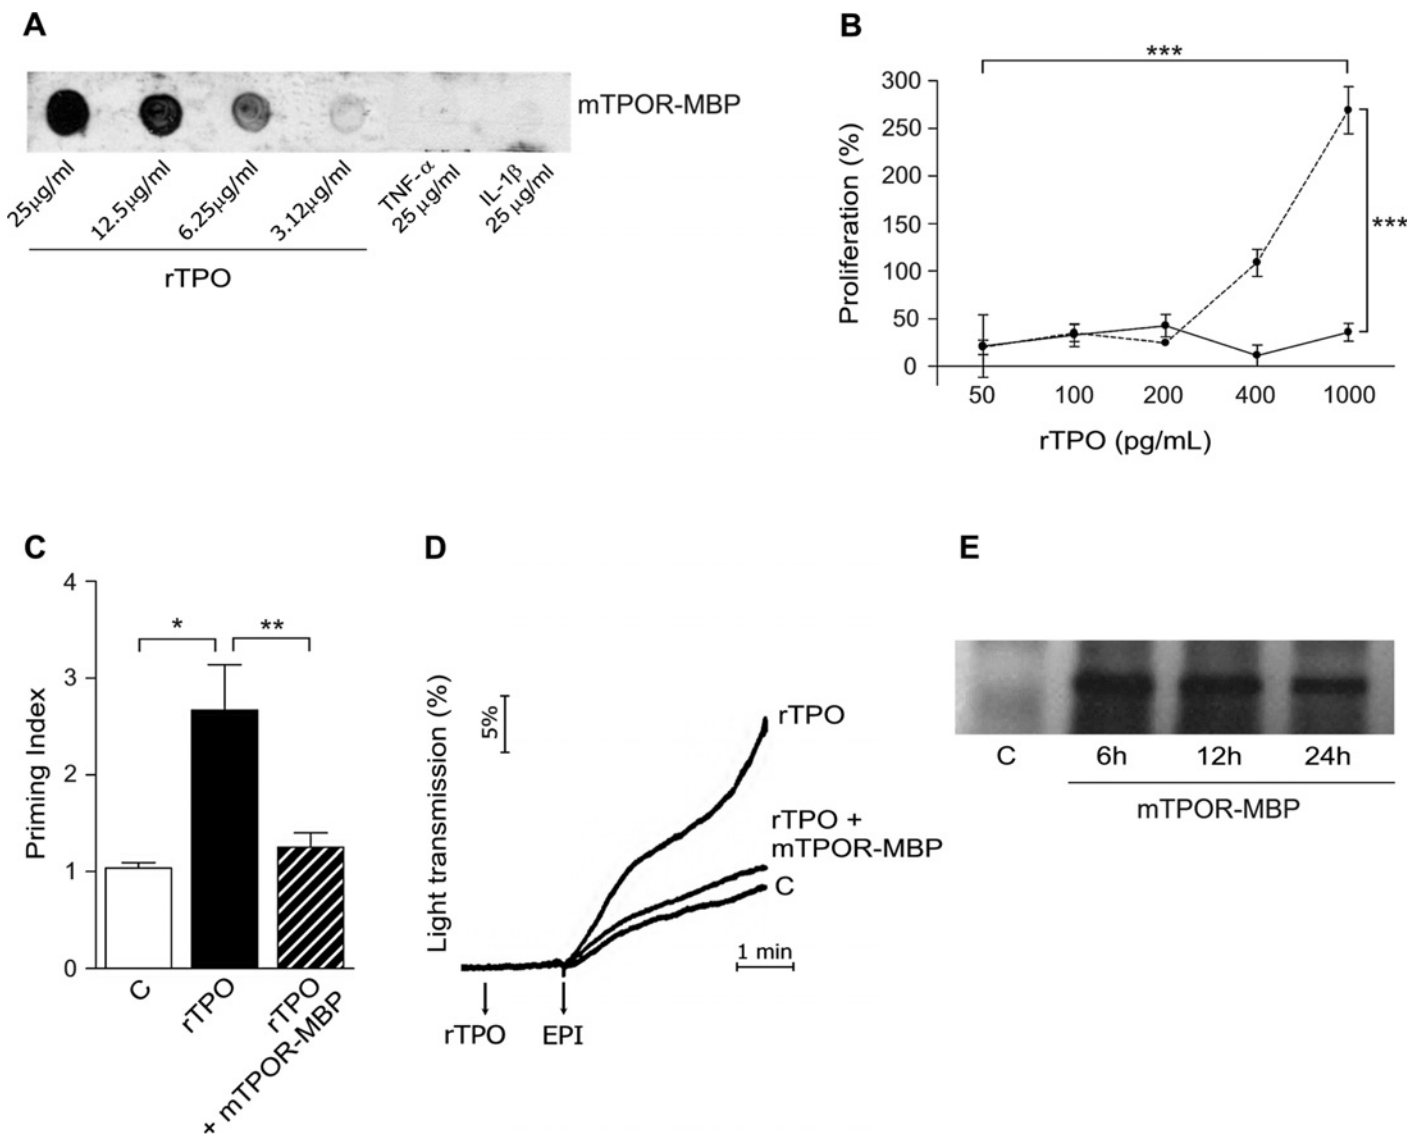 A
mTPOR-MBP
25µg/ml
12.5µg/ml
6.25µg/ml
3.12µg/ml
TNF-α
25 µg/ml
IL-1β
25 µg/ml
rTPO
B
***
300
250
200
150
100
50
0
***
Proliferation (%)
50 100 200 400 1000
rTPO (pg/mL)
C
4
3
2
1
0
* **
Priming Index
C
rTPO
rTPO
+ mTPOR-MBP
D
Light transmission (%)
5%
rTPO
rTPO +
mTPOR-MBP
C
1 min
rTPO EPI
E
C 6h 12h 24h
mTPOR-MBP